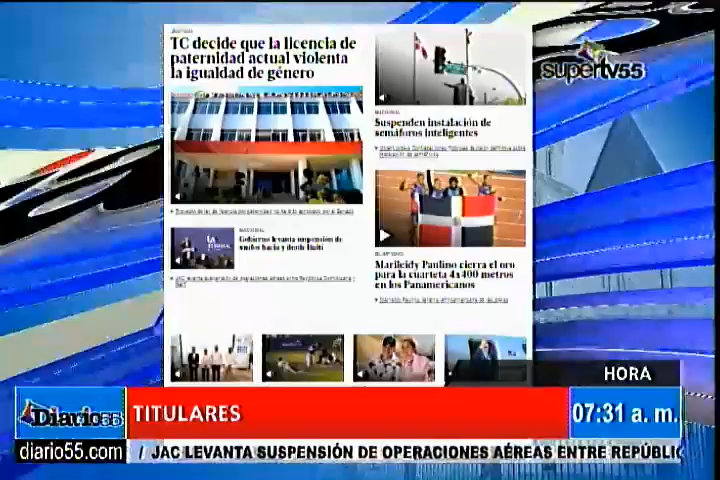 TC decide que la licencia de
paternidad actual violenta
la igualdad de género
supertv55
NACIONAL
Suspenden instalación de
semáforos inteligentes
NACIONAL
Gobierno levanta suspensión de
vuelos hacia y desde Haití
Marileidy Paulino cierra el oro
para la cuarteta 4x400 metros
en los Panamericanos
HORA
Diario55
TITULARES
07:31 a. m.
diario55.com
/ JAC LEVANTA SUSPENSIÓN DE OPERACIONES AÉREAS ENTRE REPÚBLIC